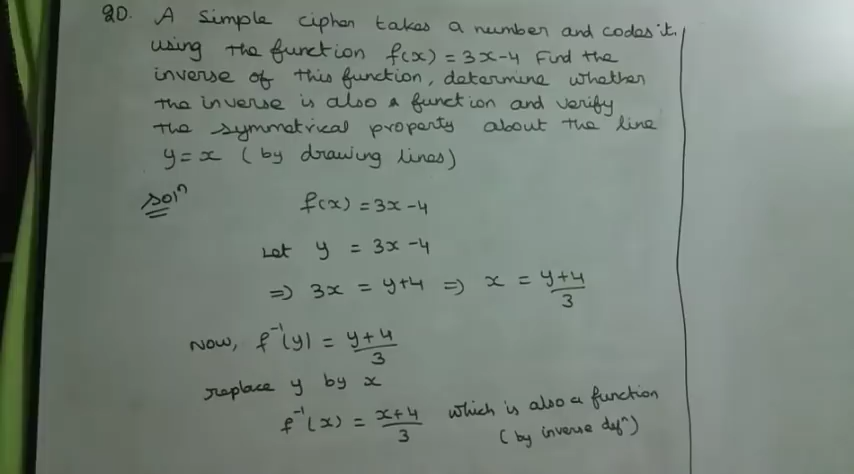 20. A simple cipher takes a number and codes it,
using the function f(x) = 3x-4 Find the
inverse of this function, determine whether
the inverse is also a function and verify
the symmetrical property about the line
y = x (by drawing lines)
Solⁿ
f(x) = 3x-4
Let y = 3x-4
=> 3x = y+4 => x = y+4/3
Now, f⁻¹(y) = y+4/3
replace y by x
f⁻¹(x) = x+4/3 which is also a function
(by inverse defⁿ)